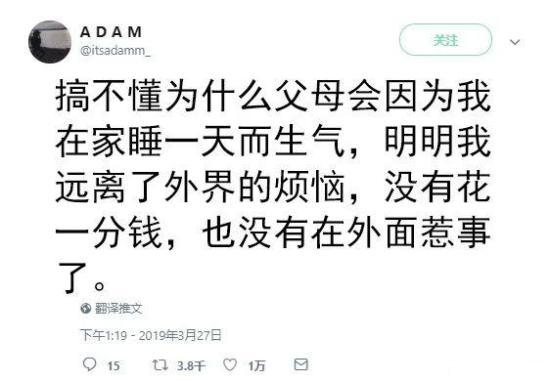 ADAM
@itsadamm_
关注
搞不懂为什么父母会因为我
在家睡一天而生气，明明我
远离了外界的烦恼，没有花
一分钱，也没有在外面惹事
了。
翻译推文
下午1:19 - 2019年3月27日
15 3.8千 1万